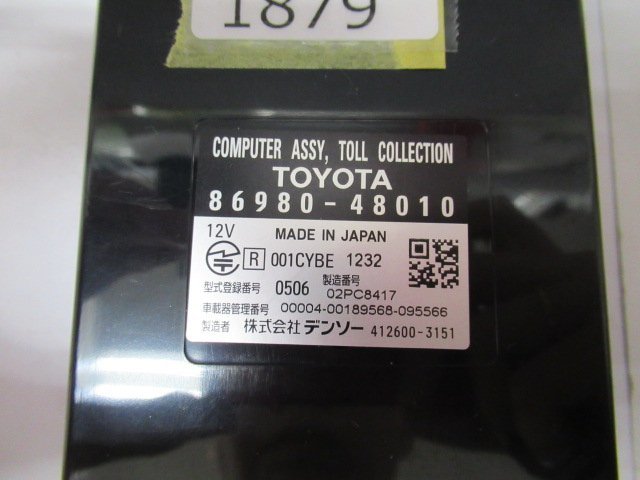 1879
COMPUTER ASSY, TOLL COLLECTION
TOYOTA
86980-48010
12V MADE IN JAPAN
R 001CYBE 1232
型式登録番号 0506 製造番号 02PC8417
車載器管理番号 00004-00189568-095566
製造者 株式会社デンソー 412600-3151